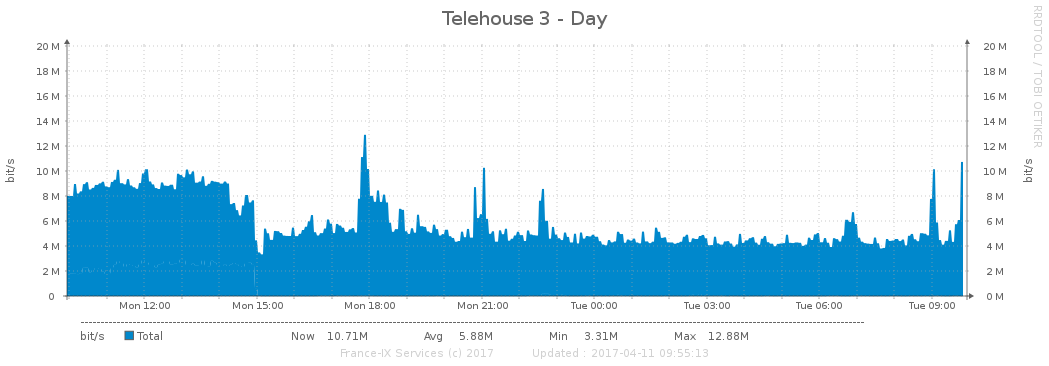 Telehouse 3 - Day
RRDTOOL / TOBI OETIKER
bit/s
bit/s
20 M 20 M
18 M 18 M
16 M 16 M
14 M 14 M
12 M 12 M
10 M 10 M
8 M 8 M
6 M 6 M
4 M 4 M
2 M 2 M
0 0 M
Mon 12:00 Mon 15:00 Mon 18:00 Mon 21:00 Tue 00:00 Tue 03:00 Tue 06:00 Tue 09:00
bit/s Total Now 10.71M Avg 5.88M Min 3.31M Max 12.88M
France-IX Services (c) 2017 Updated : 2017-04-11 09:55:13